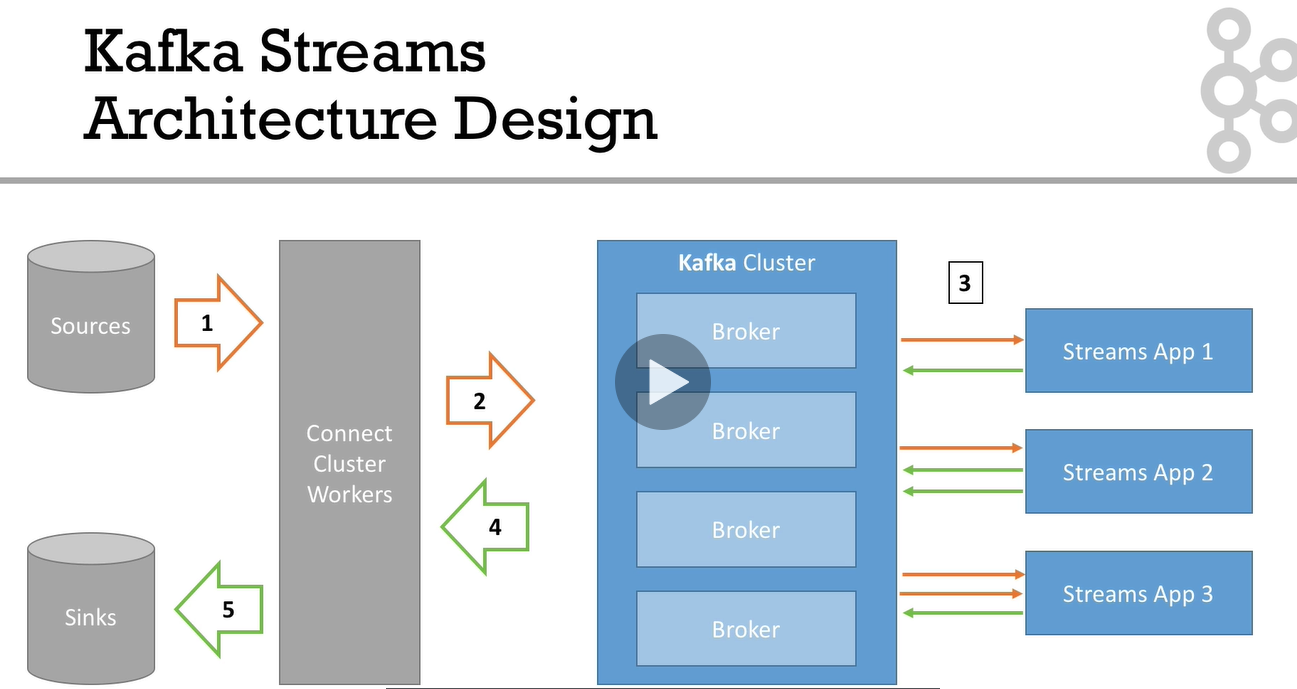 Kafka Streams
Architecture Design
Sources
1
Connect
Cluster
Workers
2
4
Sinks
5
Kafka Cluster
Broker
Broker
Broker
Broker
3
Streams App 1
Streams App 2
Streams App 3